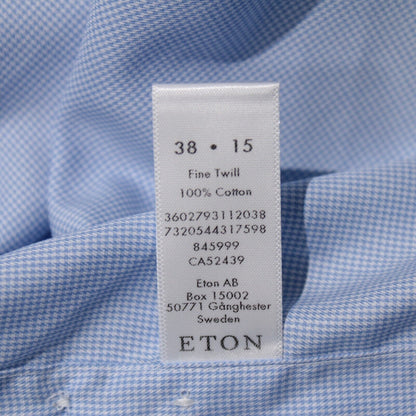 38 • 15
Fine Twill
100% Cotton
3602793112038
7320544317598
845999
CA52439
Eton AB
Box 15002
50771 Gånghester
Sweden
ETON